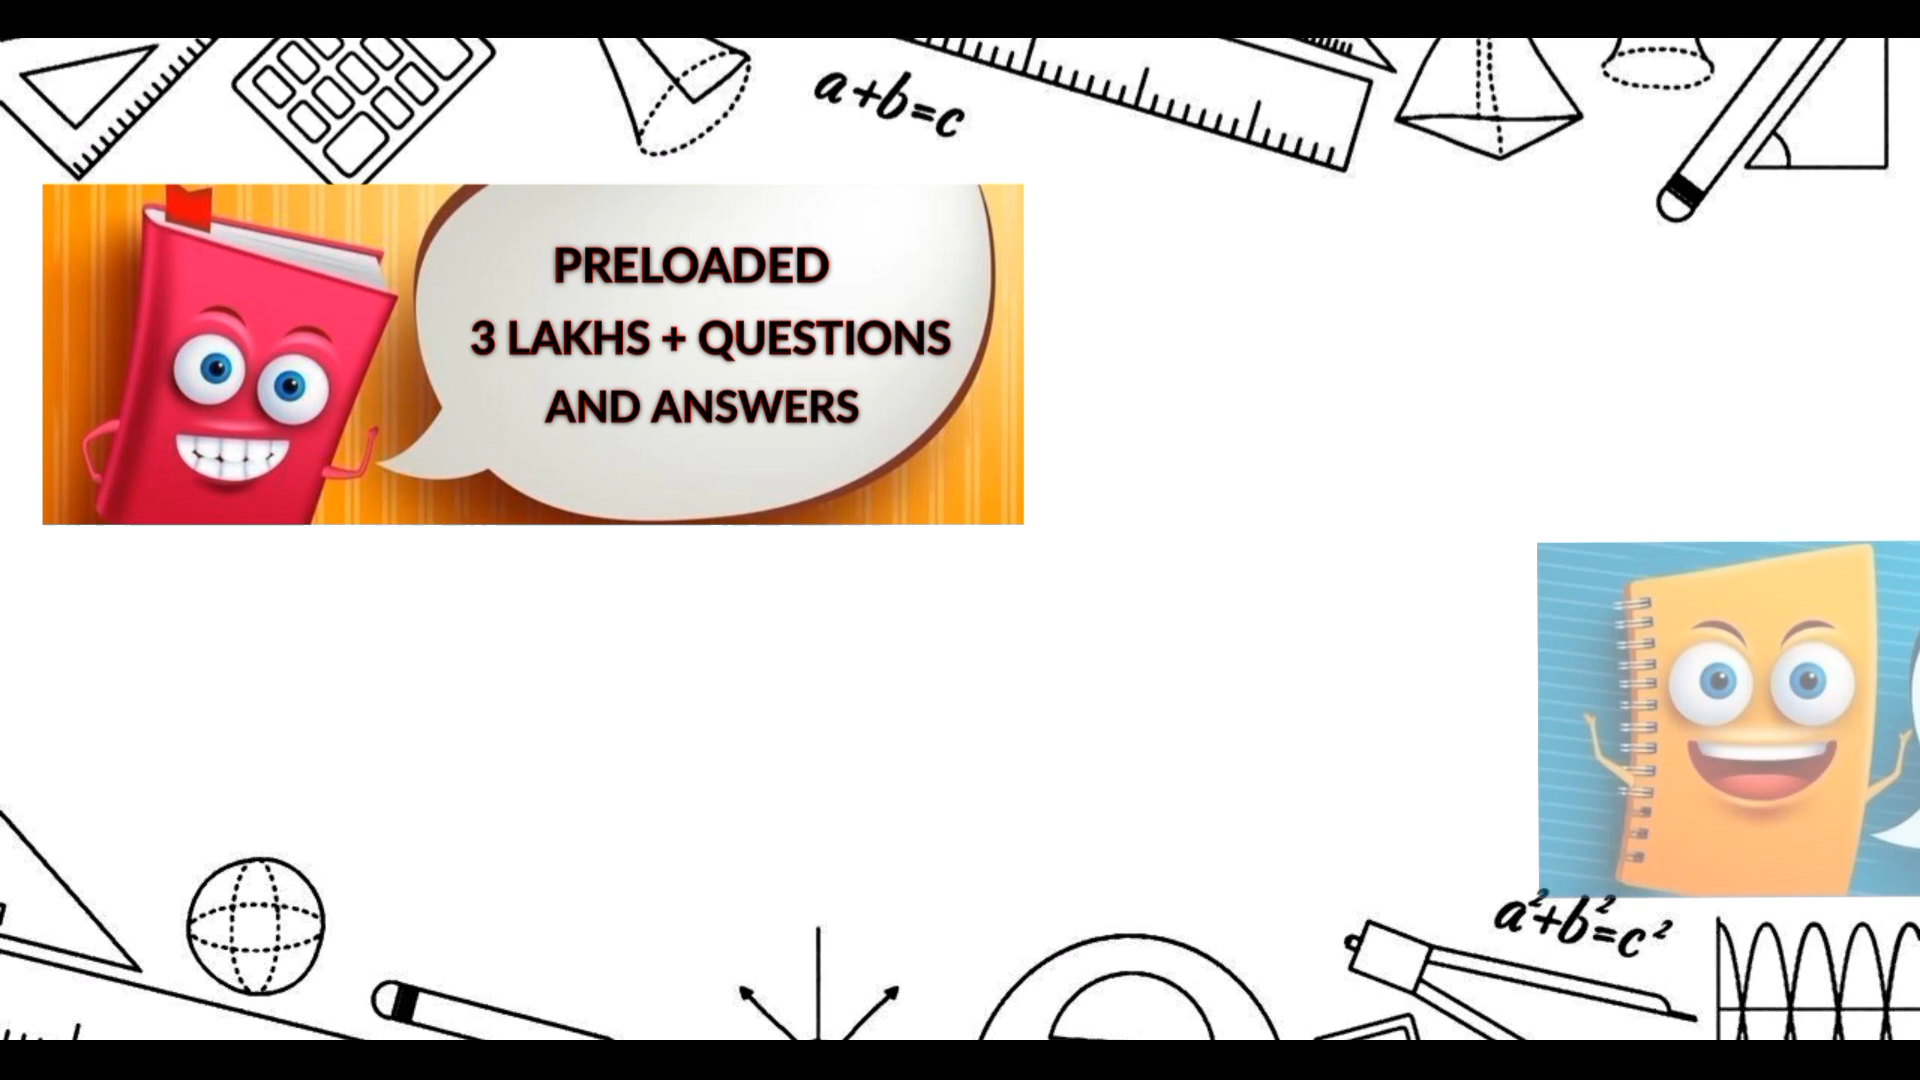 a+b=c
PRELOADED
3 LAKHS + QUESTIONS
AND ANSWERS
a²+b²=c²